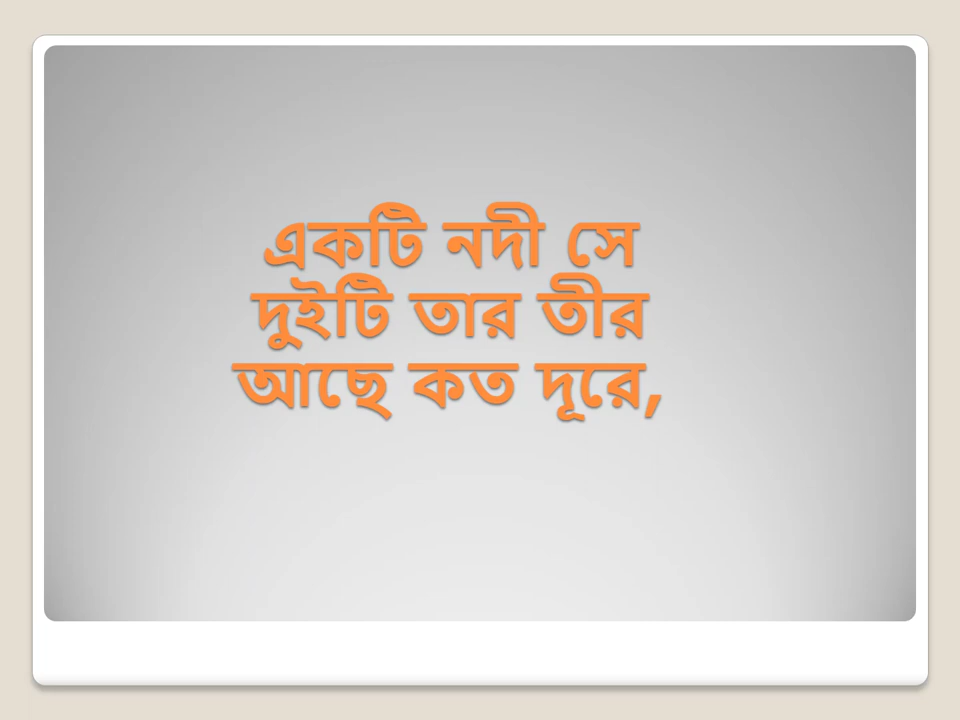 একটি নদী সে
দুইটি তার তীর
আছে কত দূরে,